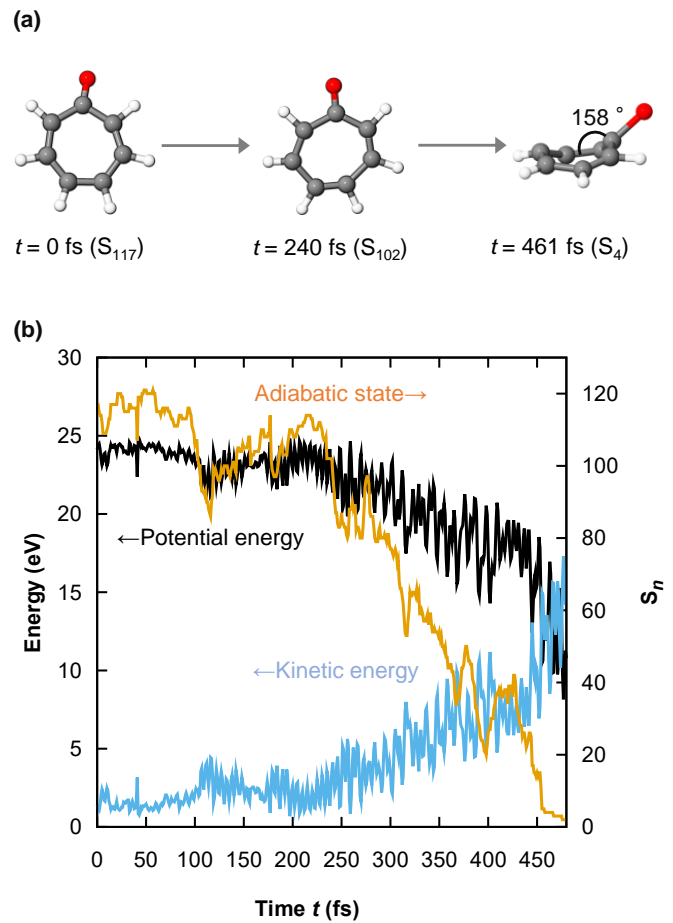 (a)
158 °
t = 0 fs (S117)
t = 240 fs (S102)
t = 461 fs (S4)
(b)
30
25
20
15
10
5
0
120
100
80
60
40
20
0
Adiabatic state→
←Potential energy
←Kinetic energy
Energy (eV)
Sn
0 50 100 150 200 250 300 350 400 450
Time t (fs)